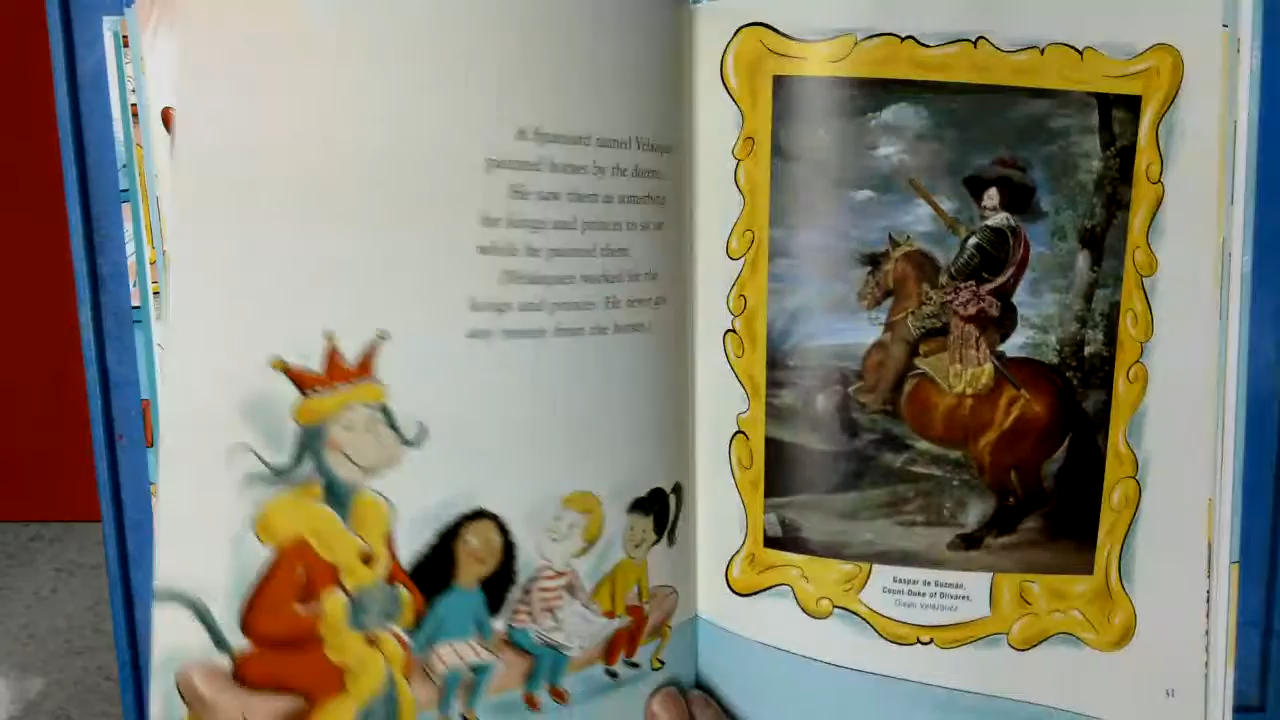 A Spaniard named Velázquez
painted horses by the dozens.
He saw them as something
for kings and princes to sit on
while he painted them.
(Velázquez worked for the
kings and princes. He never got
any money from the horses.)
Gaspar de Guzmán,
Count-Duke of Olivares,
Diego Velázquez
31